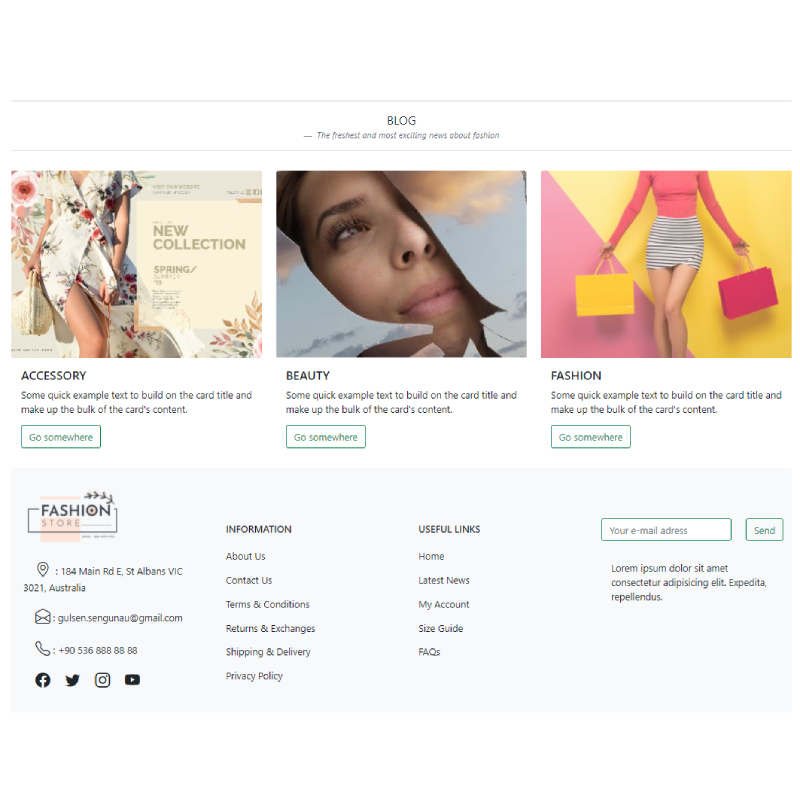 BLOG
— The freshest and most exciting news about fashion
VISIT OUR WEBSITE
NEW
COLLECTION
SPRING/
SUMMER
ACCESSORY
Some quick example text to build on the card title and
make up the bulk of the card's content.
Go somewhere
BEAUTY
Some quick example text to build on the card title and
make up the bulk of the card's content.
Go somewhere
FASHION
Some quick example text to build on the card title and
make up the bulk of the card's content.
Go somewhere
FASHION
STORE
: 184 Main Rd E, St Albans VIC
3021, Australia
: gulsen.sengunau@gmail.com
: +90 536 888 88 88
INFORMATION
About Us
Contact Us
Terms & Conditions
Returns & Exchanges
Shipping & Delivery
Privacy Policy
USEFUL LINKS
Home
Latest News
My Account
Size Guide
FAQs
Your e-mail adress
Send
Lorem ipsum dolor sit amet
consectetur adipisicing elit. Expedita,
repellendus.